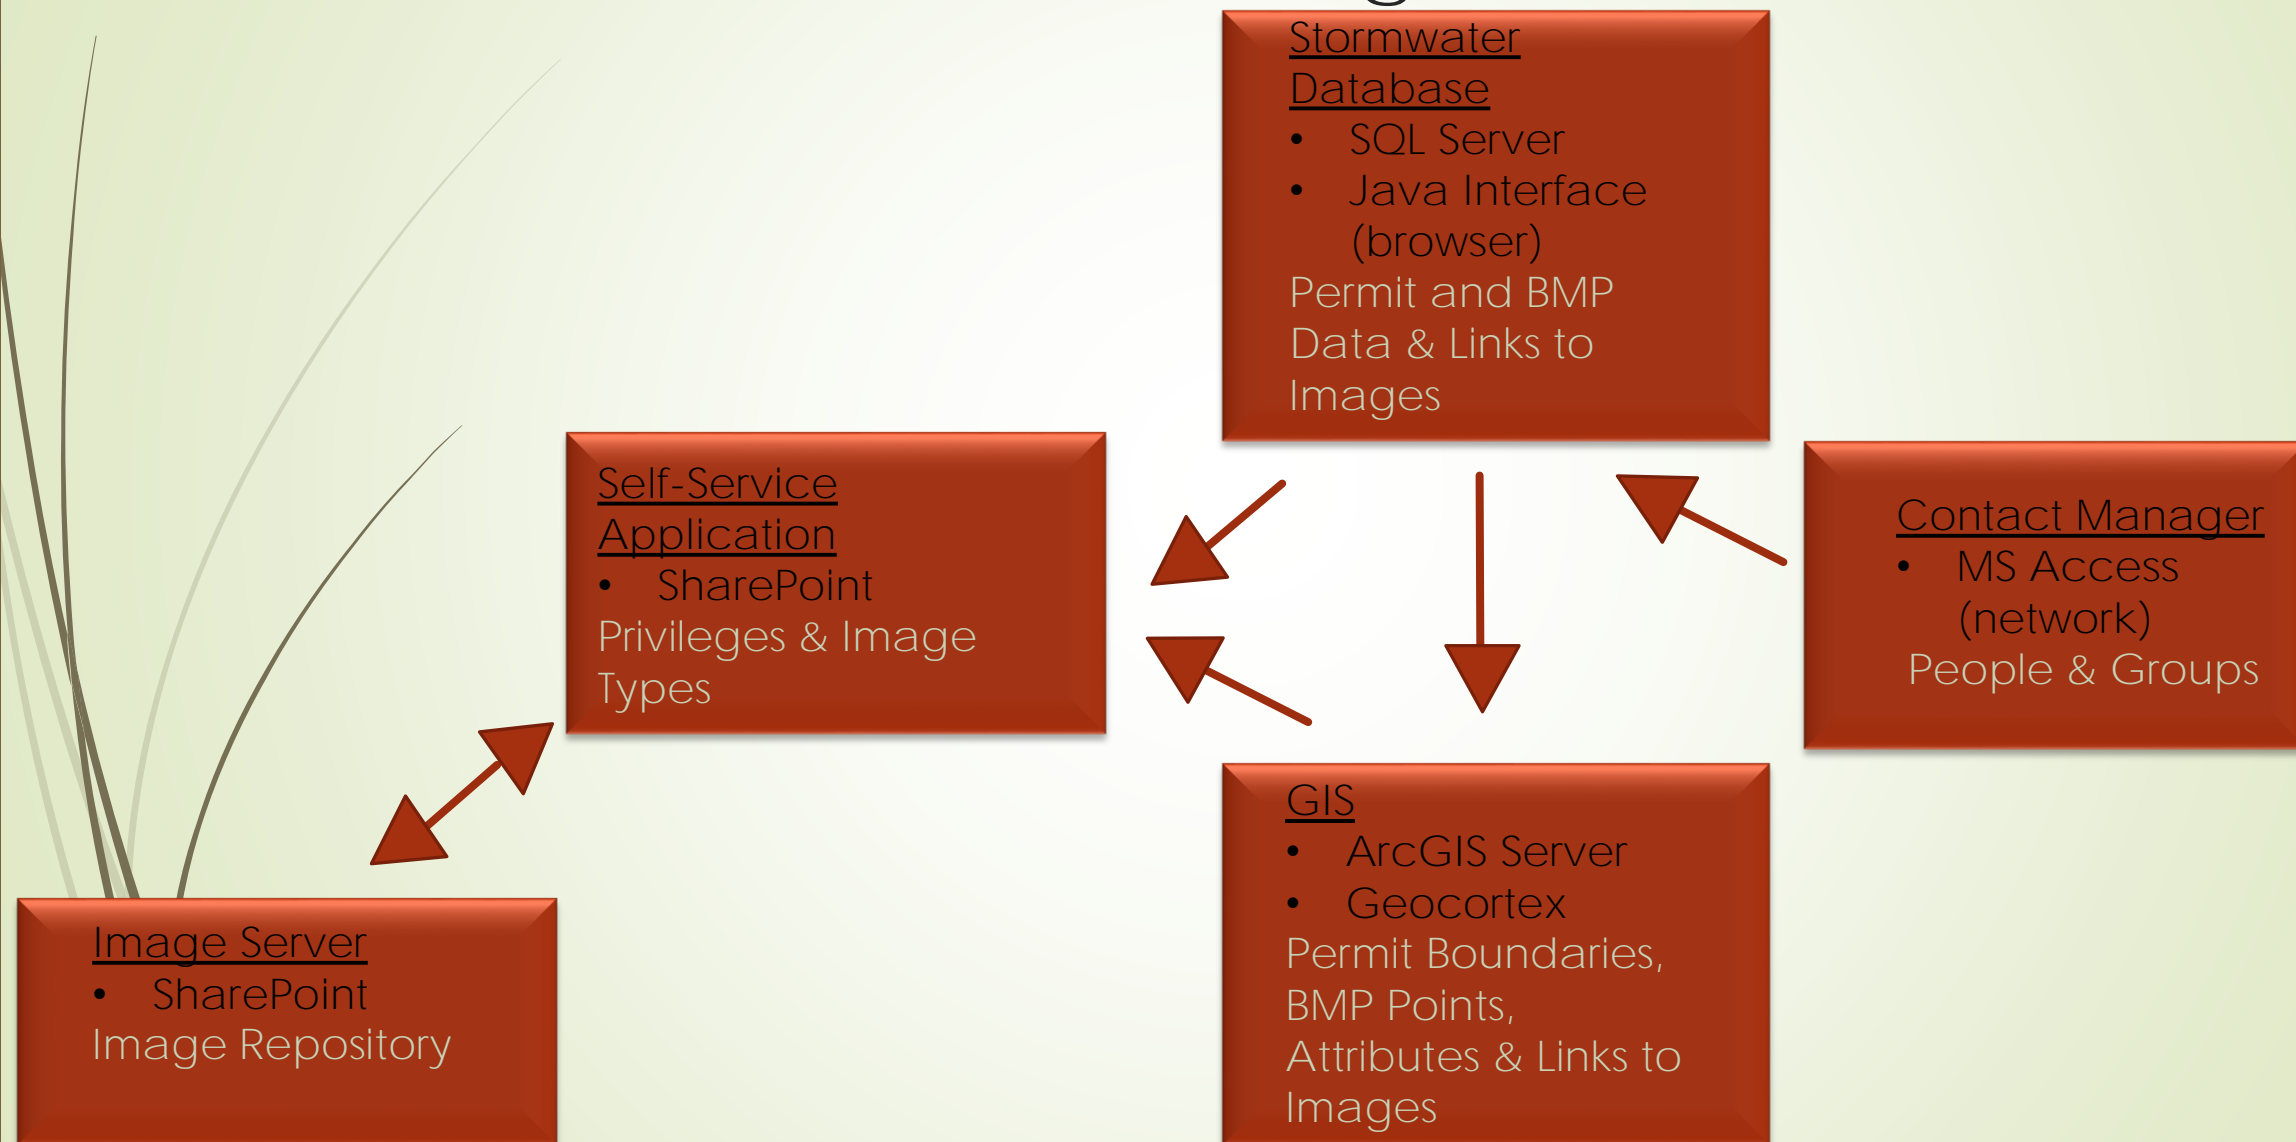 Stormwater
Database
• SQL Server
• Java Interface
(browser)
Permit and BMP
Data & Links to
Images
Self-Service
Application
• SharePoint
Privileges & Image
Types
Contact Manager
• MS Access
(network)
People & Groups
GIS
• ArcGIS Server
• Geocortex
Permit Boundaries,
BMP Points,
Attributes & Links to
Images
Image Server
• SharePoint
Image Repository